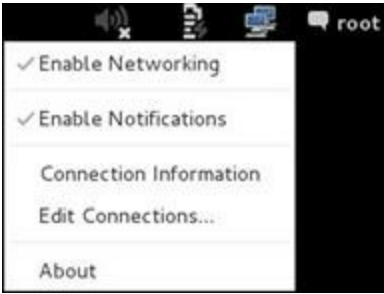 root
✓ Enable Networking
✓ Enable Notifications
Connection Information
Edit Connections...
About